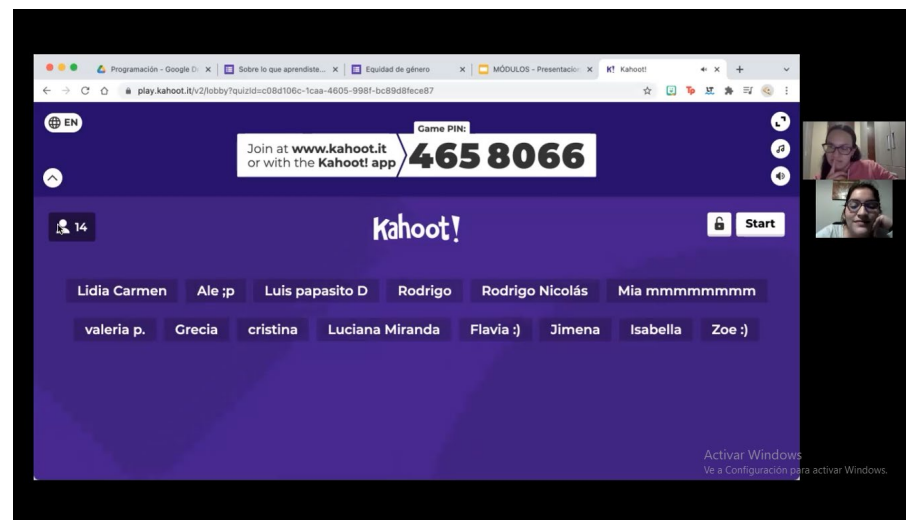 Programación - Google D
Sobre lo que aprendiste...
Equidad de género
MÓDULOS - Presentacion
K! Kahoot!
play.kahoot.it/v2/lobby?quizId=c08d106c-1caa-4605-998f-bc89d8fece87
EN
Join at www.kahoot.it
or with the Kahoot! app
Game PIN:
465 8066
14
Kahoot!
Start
Lidia Carmen Ale ;p Luis papasito D Rodrigo Rodrigo Nicolás Mia mmmmmmmm
valeria p. Grecia cristina Luciana Miranda Flavia :) Jimena Isabella Zoe :)
Activar Windows
Ve a Configuración para activar Windows.